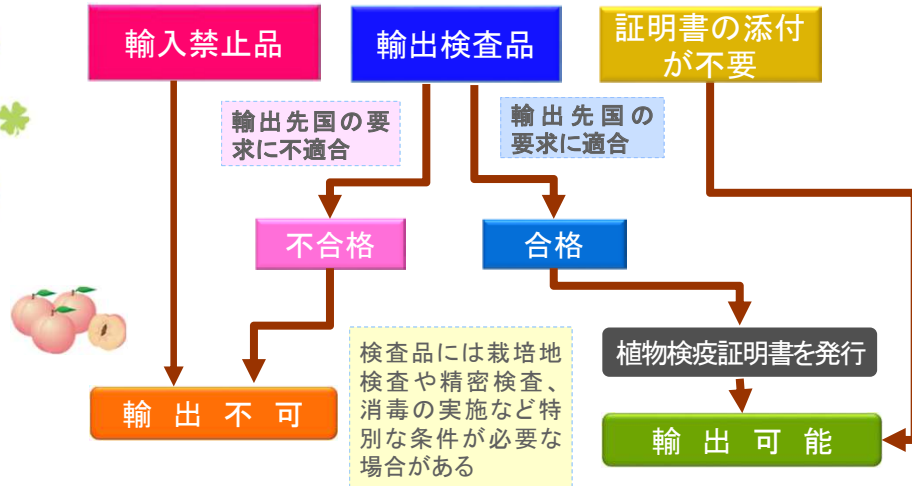 輸入禁止品
輸出検査品
証明書の添付
が不要
輸出先国の要
求に不適合
輸出先国の
要求に適合
不合格
合格
検査品には栽培地
検査や精密検査、
消毒の実施など特
別な条件が必要な
場合がある
植物検疫証明書を発行
輸出不可
輸出可能